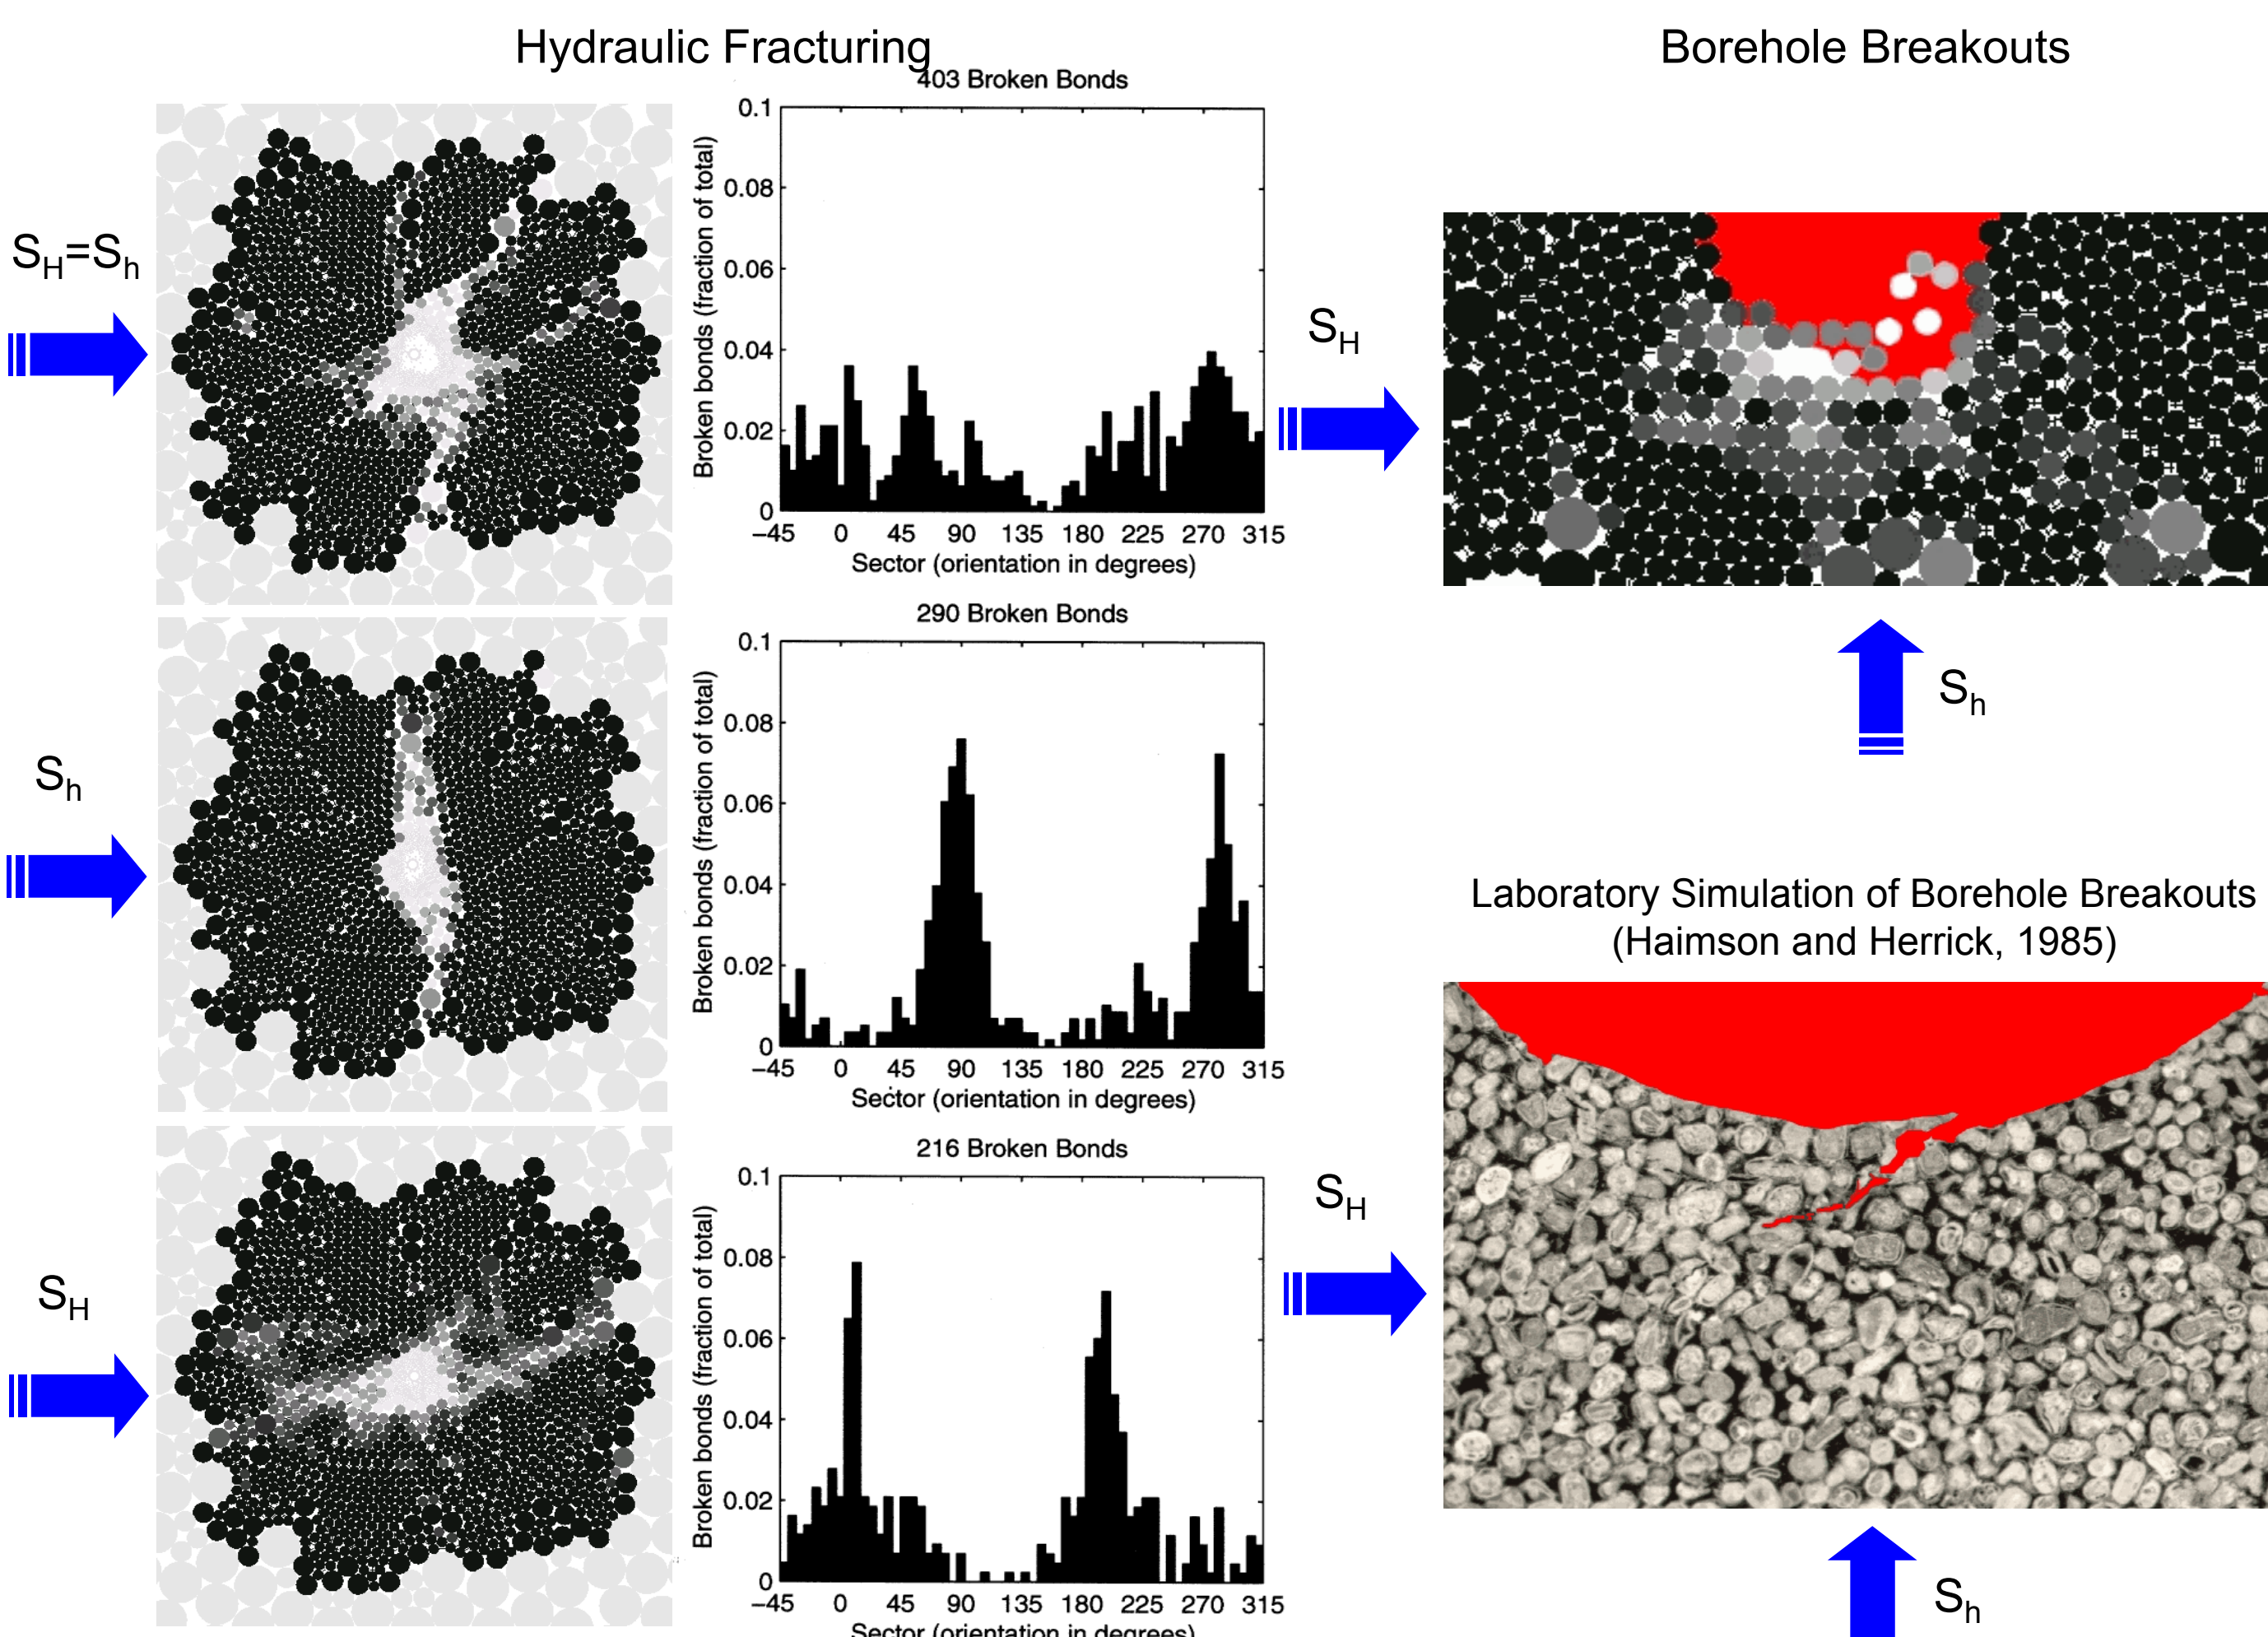 Hydraulic Fracturing
Borehole Breakouts
403 Broken Bonds
Broken bonds (fraction of total)
0.1
0.08
0.06
0.04
0.02
0
−45 0 45 90 135 180 225 270 315
Sector (orientation in degrees)
SH=Sh
SH
Sh
290 Broken Bonds
Broken bonds (fraction of total)
0.1
0.08
0.06
0.04
0.02
0
−45 0 45 90 135 180 225 270 315
Sector (orientation in degrees)
Sh
Laboratory Simulation of Borehole Breakouts
(Haimson and Herrick, 1985)
216 Broken Bonds
Broken bonds (fraction of total)
0.1
0.08
0.06
0.04
0.02
0
−45 0 45 90 135 180 225 270 315
Sector (orientation in degrees)
SH
SH
Sh